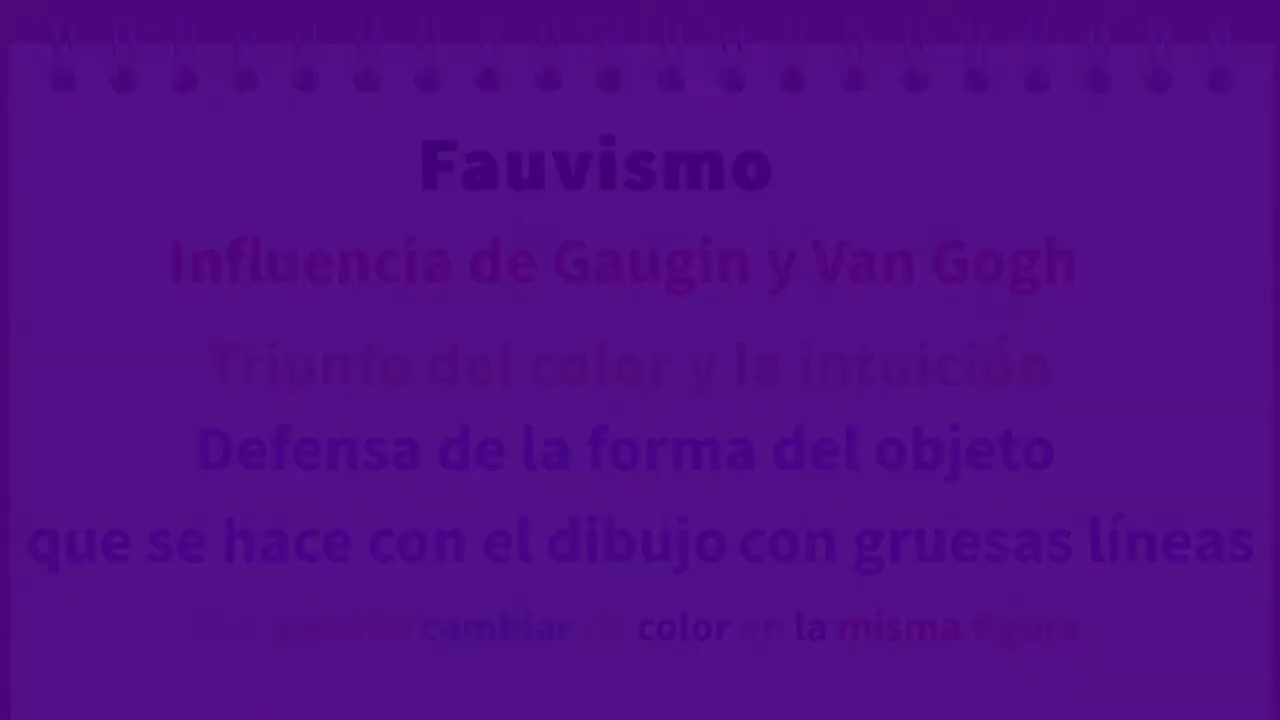 Fauvismo
Influencia de Gaugin y Van Gogh
Triunfo del color y la intuición
Defensa de la forma del objeto
que se hace con el dibujo con gruesas líneas
pueden cambiar de color en la misma figura